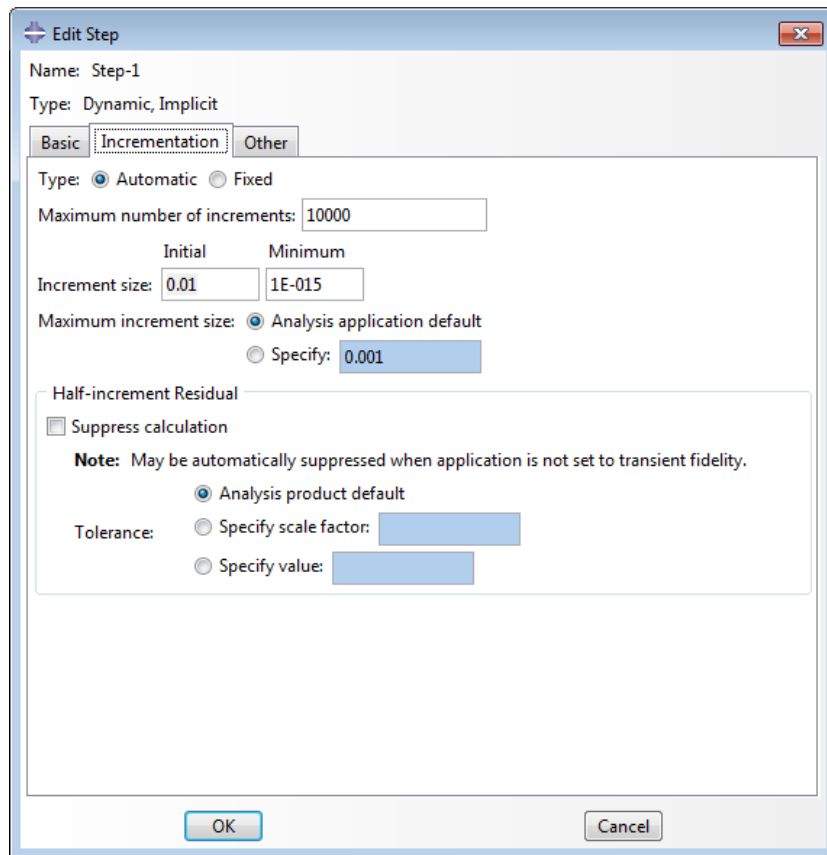 Edit Step
Name: Step-1
Type: Dynamic, Implicit
Basic Incrementation Other
Type: Automatic Fixed
Maximum number of increments: 10000
Initial Minimum
Increment size: 0.01 1E-015
Maximum increment size: Analysis application default
Specify: 0.001
Half-increment Residual
Suppress calculation
Note: May be automatically suppressed when application is not set to transient fidelity.
Analysis product default
Tolerance: Specify scale factor:
Specify value:
OK Cancel